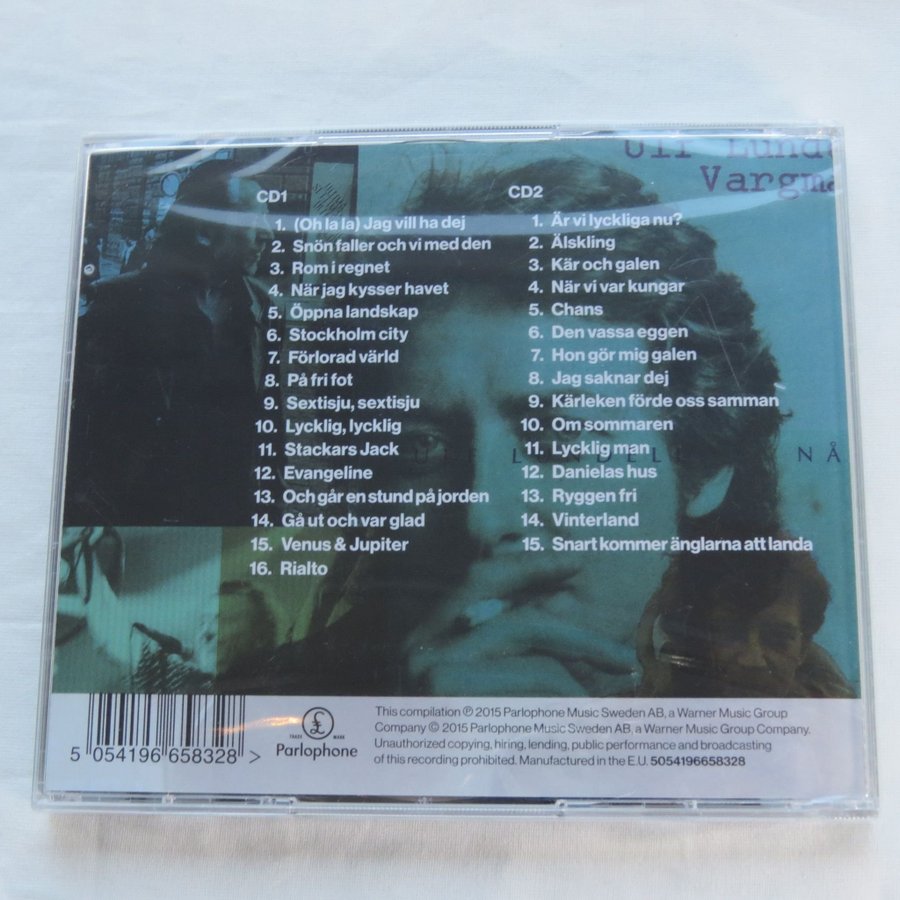 Ulf Lunde
Vargma
CD1
1. (Oh la la) Jag vill ha dej
2. Snön faller och vi med den
3. Rom i regnet
4. När jag kysser havet
5. Öppna landskap
6. Stockholm city
7. Förlorad värld
8. På fri fot
9. Sextisju, sextisju
10. Lycklig, lycklig
11. Stackars Jack
12. Evangeline
13. Och går en stund på jorden
14. Gå ut och var glad
15. Venus & Jupiter
16. Rialto
CD2
1. Är vi lyckliga nu?
2. Älskling
3. Kär och galen
4. När vi var kungar
5. Chans
6. Den vassa eggen
7. Hon gör mig galen
8. Jag saknar dej
9. Kärleken förde oss samman
10. Om sommaren
11. Lycklig man
12. Danielas hus
13. Ryggen fri
14. Vinterland
15. Snart kommer änglarna att landa
NÅ
5 054196 658328 >
TRADE MARK
Parlophone
This compilation ℗ 2015 Parlophone Music Sweden AB, a Warner Music Group
Company © 2015 Parlophone Music Sweden AB, a Warner Music Group Company.
Unauthorized copying, hiring, lending, public performance and broadcasting
of this recording prohibited. Manufactured in the E.U. 5054196658328